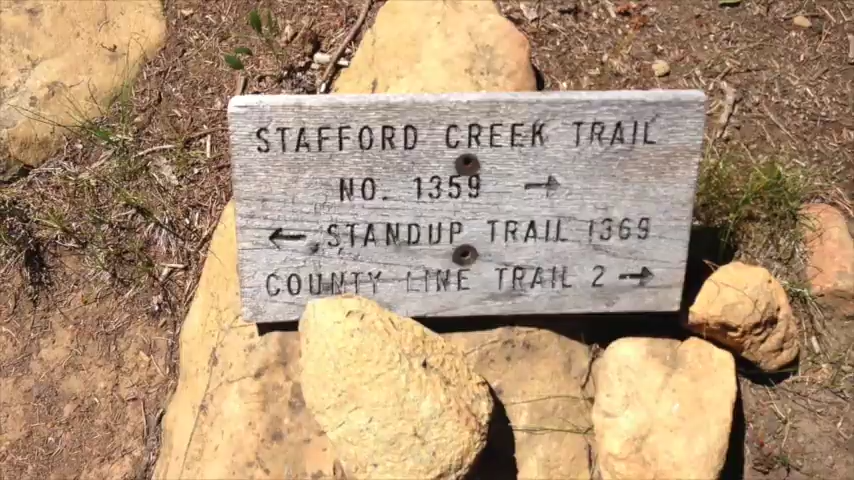 STAFFORD CREEK TRAIL
NO. 1359 →
← STANDUP TRAIL 1369
COUNTY LINE TRAIL 2 →